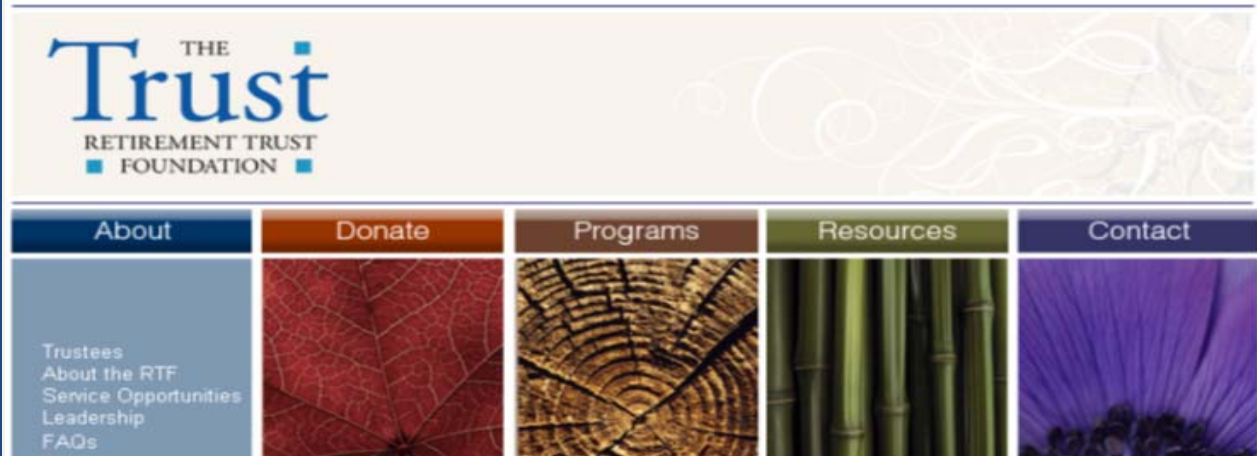 THE
Trust
RETIREMENT TRUST
FOUNDATION
About
Donate
Programs
Resources
Contact
Trustees
About the RTF
Service Opportunities
Leadership
FAQs